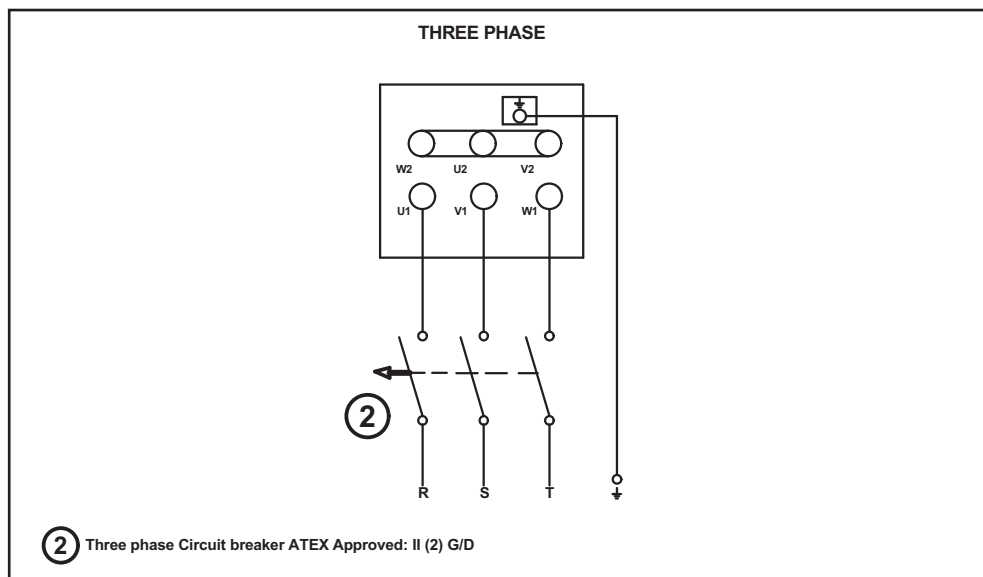 THREE PHASE
W2 U2 V2
U1 V1 W1
2
R S T
2 Three phase Circuit breaker ATEX Approved: II (2) G/D